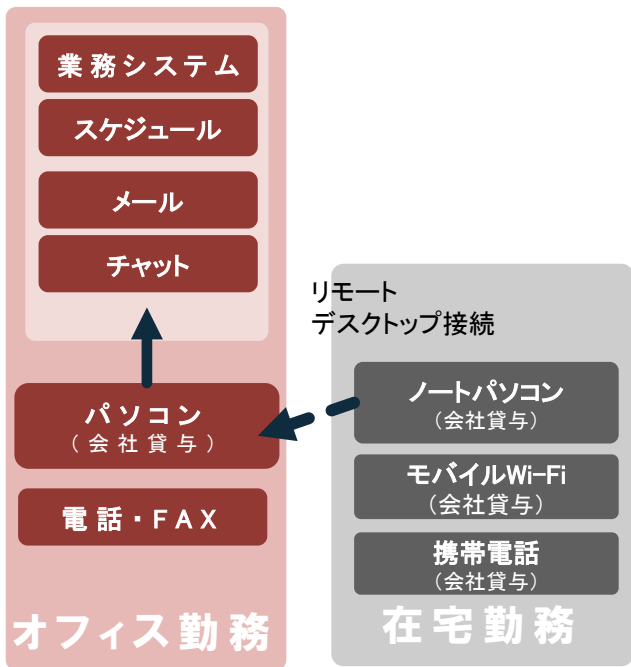 業務システム
スケジュール
メール
チャット
パソコン
(会社貸与)
電話・FAX
オフィス勤務
リモート
デスクトップ接続
ノートパソコン
(会社貸与)
モバイルWi-Fi
(会社貸与)
携帯電話
(会社貸与)
在宅勤務